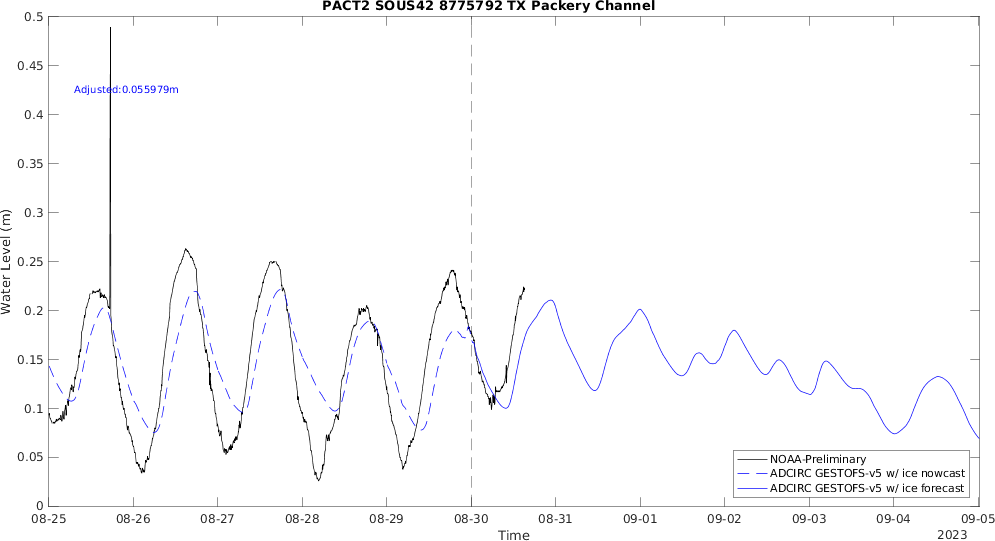 PACT2 SOUS42 8775792 TX Packery Channel
0.5
0.45
0.4
0.35
0.3
0.25
0.2
0.15
0.1
0.05
0
Water Level (m)
Adjusted:0.055979m
NOAA-Preliminary
ADCIRC GESTOFS-v5 w/ ice nowcast
ADCIRC GESTOFS-v5 w/ ice forecast
08-25 08-26 08-27 08-28 08-29 08-30 08-31 09-01 09-02 09-03 09-04 09-05
Time
2023